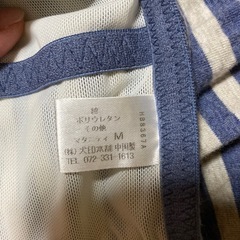 綿
ポリウレタン
その他
マタニティ M
(株)犬印本舗 中国製
TEL 072-331-1613